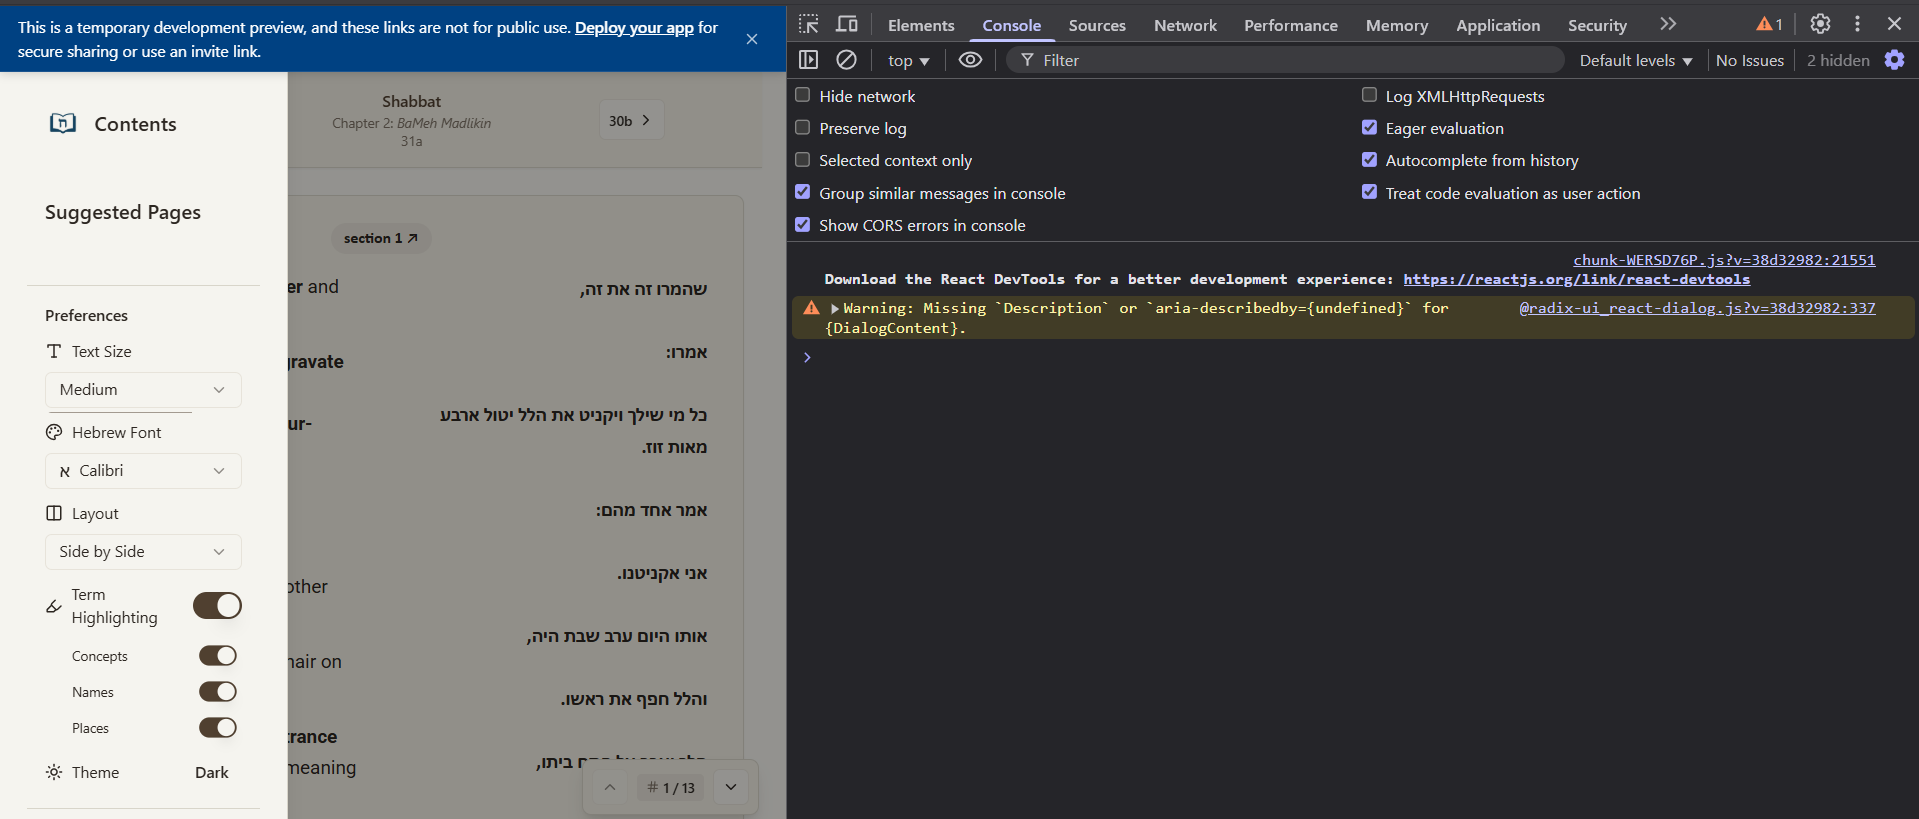 This is a temporary development preview, and these links are not for public use. Deploy your app for
secure sharing or use an invite link.
Contents
Suggested Pages
Preferences
Text Size
Medium
Hebrew Font
א Calibri
Layout
Side by Side
Term
Highlighting
Concepts
Names
Places
Theme Dark
Shabbat
Chapter 2: BaMeh Madlikin
31a
30b
section 1
er and
gravate
ur-
other
hair on
trance
meaning
שהמרו זה את זה,
אמרו:
כל מי שילך ויקניט את הלל יטול ארבע
מאות זוז.
אמר אחד מהם:
אני אקניטנו.
אותו היום ערב שבת היה,
והלל חפף את ראשו.
ביתו,
# 1 / 13
Elements Console Sources Network Performance Memory Application Security 1
top Filter Default levels No Issues 2 hidden
Hide network
Log XMLHttpRequests
Preserve log
Eager evaluation
Selected context only
Autocomplete from history
Group similar messages in console
Treat code evaluation as user action
Show CORS errors in console
chunk-WERSD76P.js?v=38d32982:21551
Download the React DevTools for a better development experience: https://reactjs.org/link/react-devtools
Warning: Missing `Description` or `aria-describedby={undefined}` for @radix-ui_react-dialog.js?v=38d32982:337
{DialogContent}.